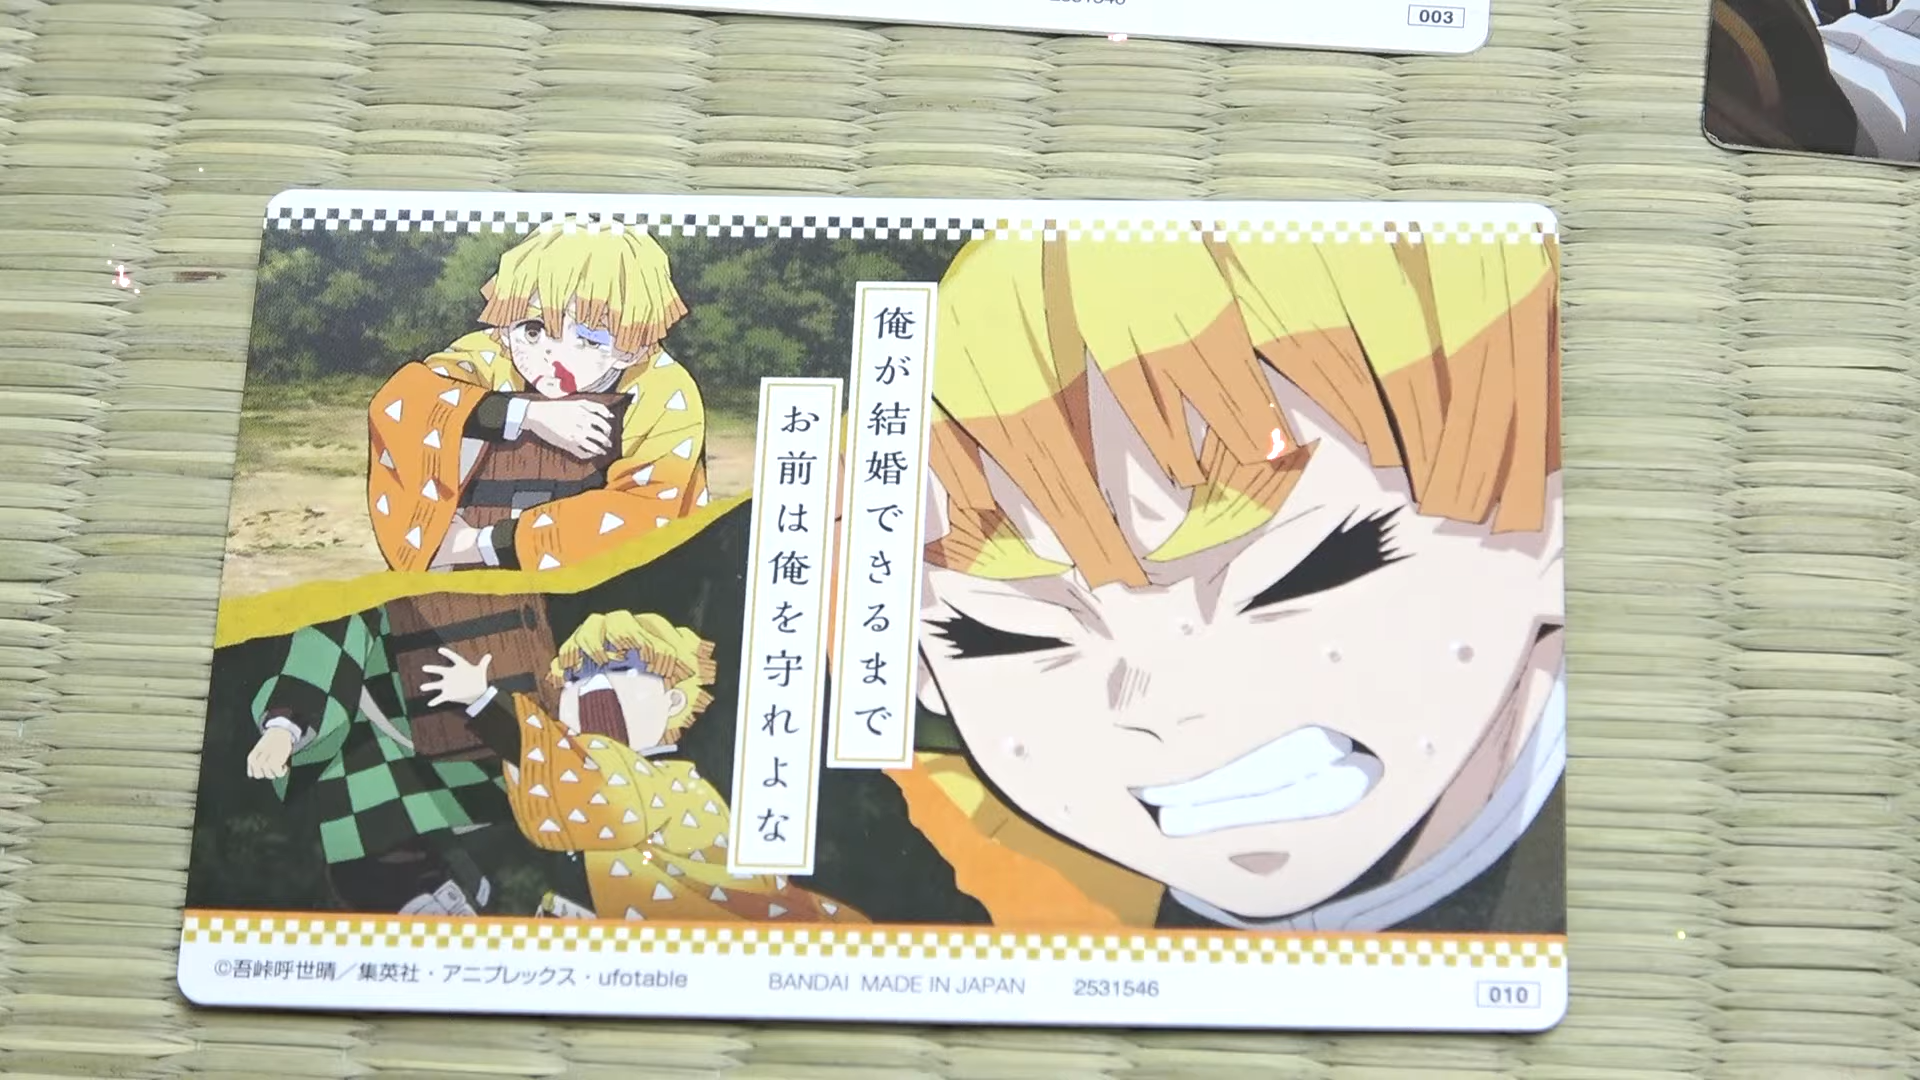 003
俺が結婚できるまで
お前は俺を守れよな
©吾峠呼世晴／集英社・アニプレックス・ufotable
BANDAI MADE IN JAPAN
2531546
010